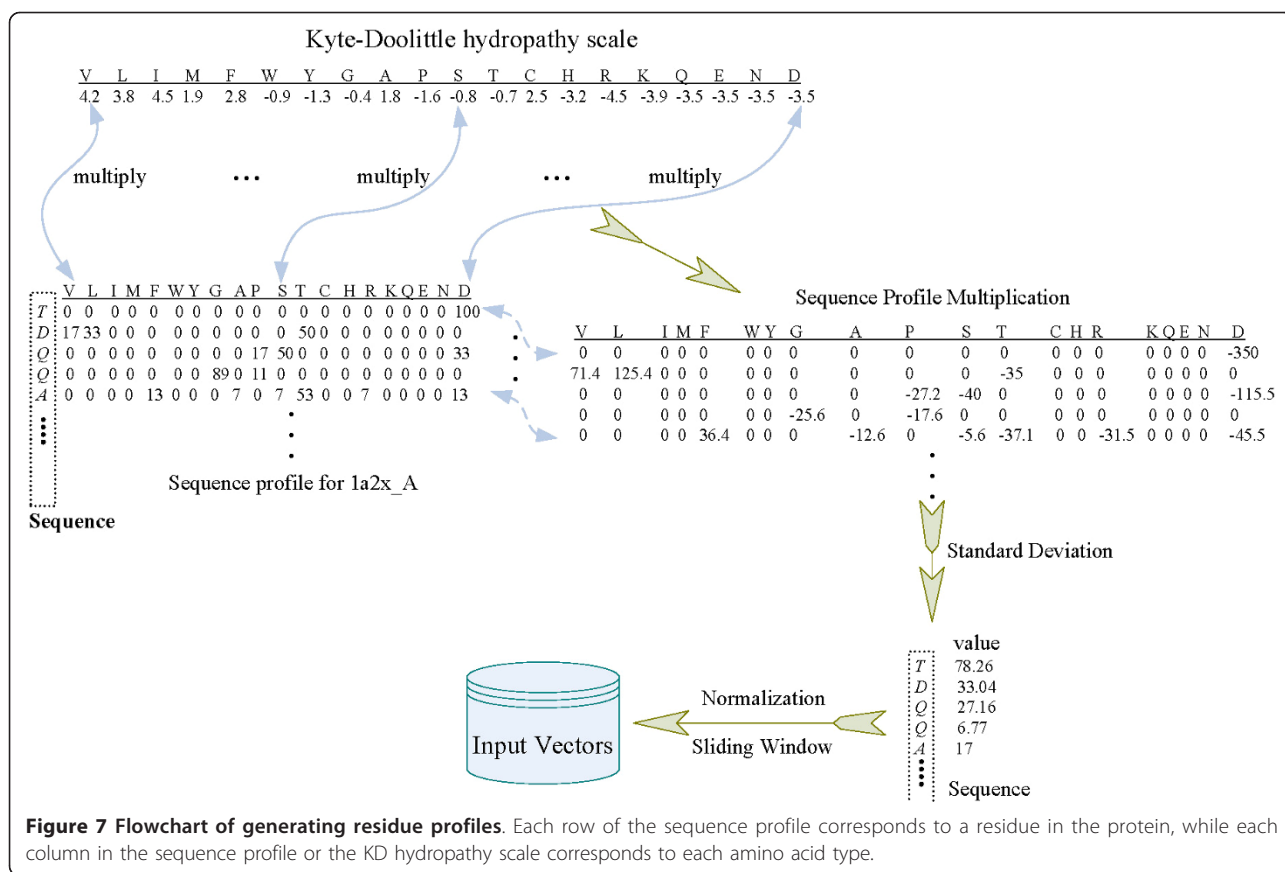 Kyte-Doolittle hydropathy scale
V L I M F W Y G A P S T C H R K Q E N D
4.2 3.8 4.5 1.9 2.8 -0.9 -1.3 -0.4 1.8 -1.6 -0.8 -0.7 2.5 -3.2 -4.5 -3.9 -3.5 -3.5 -3.5 -3.5
multiply ... multiply ... multiply
V L I M F W Y G A P S T C H R K Q E N D
T 0 0 0 0 0 0 0 0 0 0 0 0 0 0 0 0 0 0 0 100
D 17 33 0 0 0 0 0 0 0 0 0 50 0 0 0 0 0 0 0 0
Q 0 0 0 0 0 0 0 0 0 17 50 0 0 0 0 0 0 0 0 33
Q 0 0 0 0 0 0 0 89 0 11 0 0 0 0 0 0 0 0 0 0
A 0 0 0 0 13 0 0 0 7 0 7 53 0 0 7 0 0 0 0 13
Sequence profile for 1a2x_A
Sequence
Sequence Profile Multiplication
V L I M F W Y G A P S T C H R K Q E N D
0 0 0 0 0 0 0 0 0 0 0 0 0 0 0 0 0 0 0 -350
71.4 125.4 0 0 0 0 0 0 0 0 0 -35 0 0 0 0 0 0 0 0
0 0 0 0 0 0 0 0 0 -27.2 -40 0 0 0 0 0 0 0 0 -115.5
0 0 0 0 0 0 0 -25.6 0 -17.6 0 0 0 0 0 0 0 0 0 0
0 0 0 0 36.4 0 0 0 -12.6 0 -5.6 -37.1 0 0 -31.5 0 0 0 0 -45.5
Standard Deviation
value
T 78.26
D 33.04
Q 27.16
Q 6.77
A 17
Sequence
Normalization
Sliding Window
Input Vectors
Figure 7 Flowchart of generating residue profiles. Each row of the sequence profile corresponds to a residue in the protein, while each
column in the sequence profile or the KD hydropathy scale corresponds to each amino acid type.